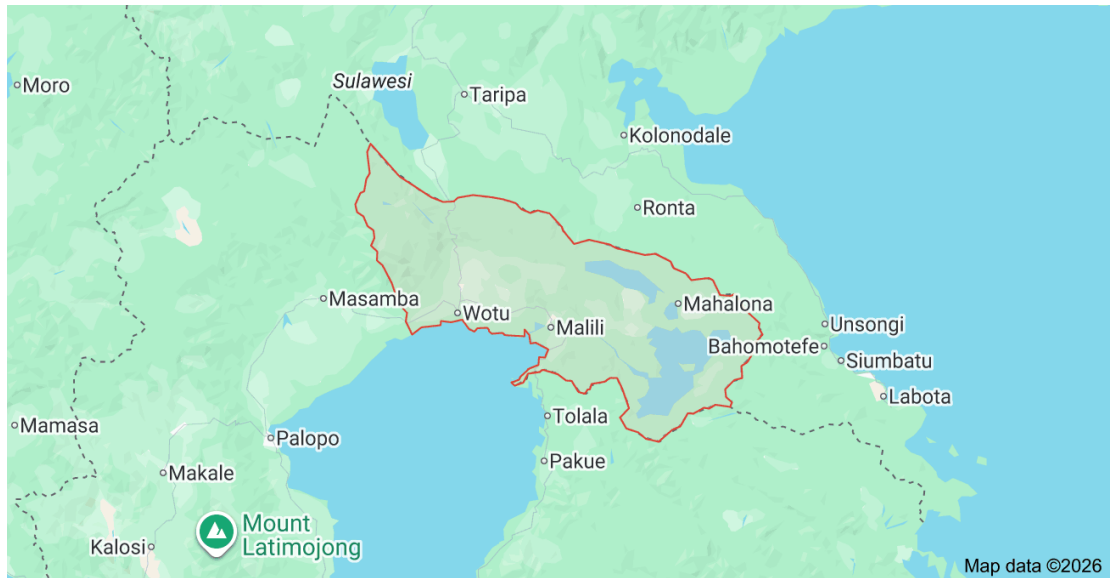 Moro
Sulawesi
Taripa
Kolonodale
Ronta
Masamba
Wotu
Malili
Mahalona
Unsongi
Bahomotefe
Siumbatu
Labota
Tolala
Mamasa
Palopo
Pakue
Makale
Mount
Latimojong
Kalosi
Map data ©2026